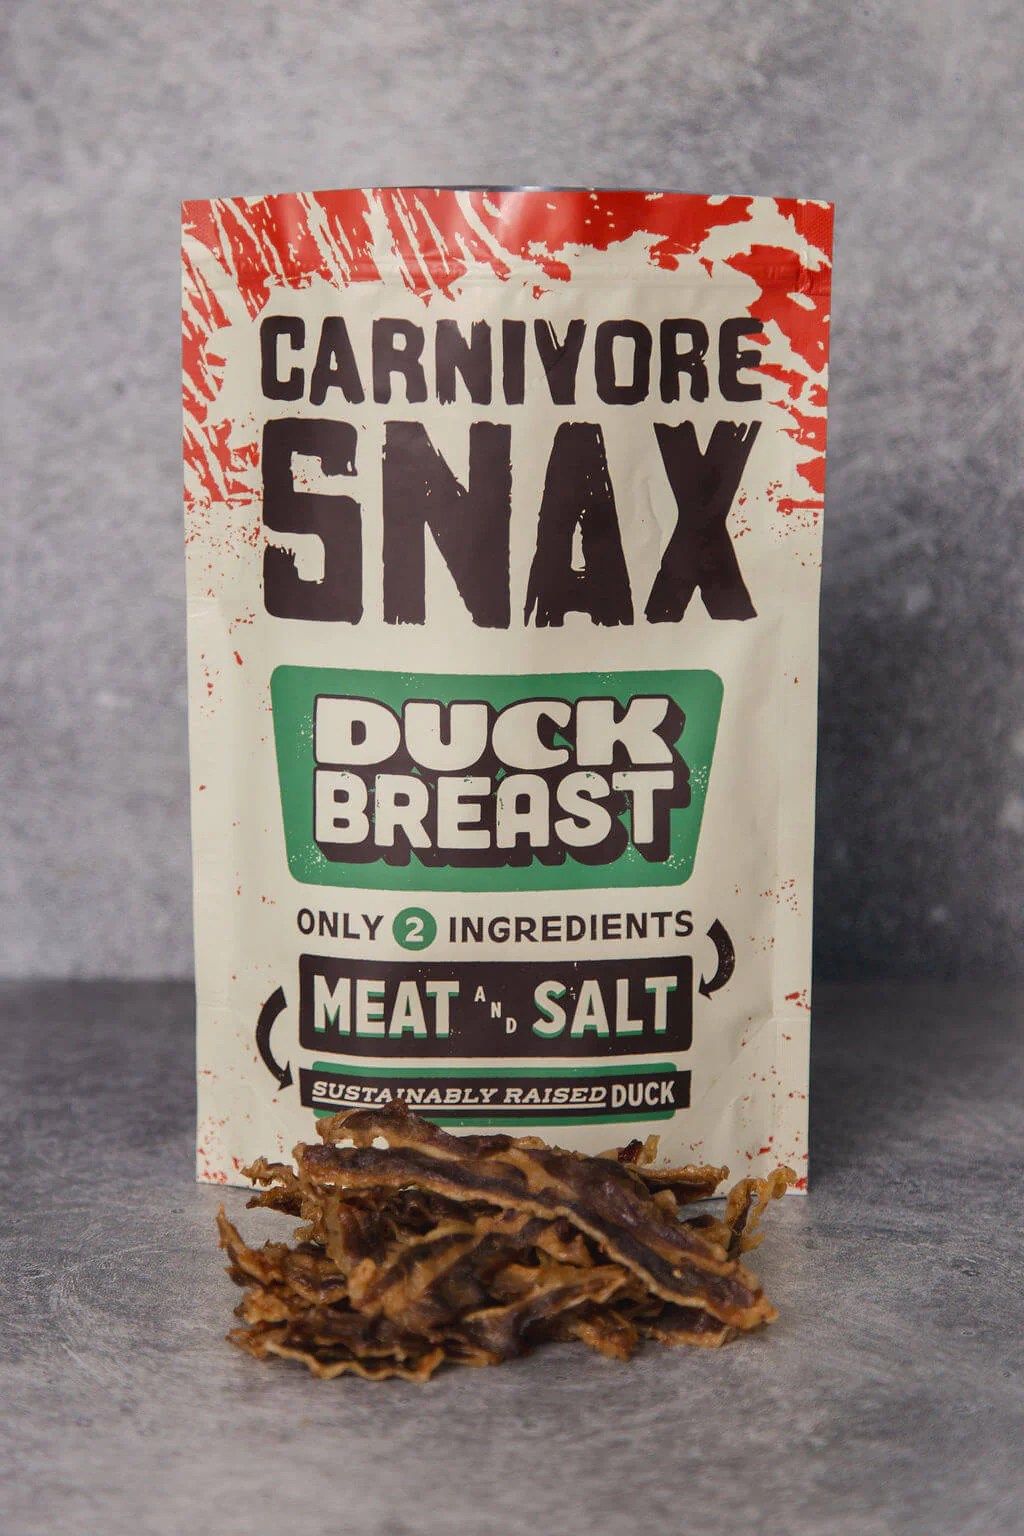 CARNIVORE
SNAX
DUCK
BREAST
ONLY 2 INGREDIENTS
MEAT AND SALT
SUSTAINABLY RAISED DUCK